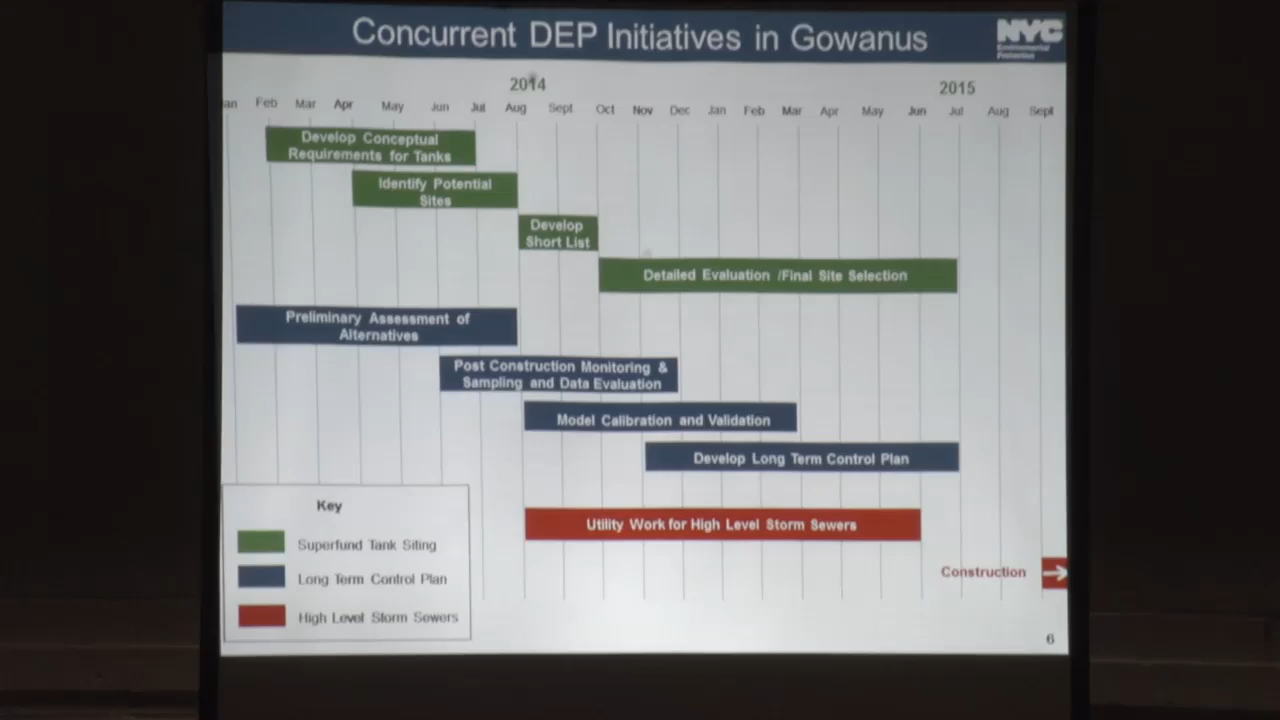 Concurrent DEP Initiatives in Gowanus
NYC
Environmental
Protection
2014
2015
an Feb Mar Apr May Jun Jul Aug Sept Oct Nov Dec Jan Feb Mar Apr May Jun Jul Aug Sept
Develop Conceptual
Requirements for Tanks
Identify Potential
Sites
Develop
Short List
Detailed Evaluation /Final Site Selection
Preliminary Assessment of
Alternatives
Post Construction Monitoring &
Sampling and Data Evaluation
Model Calibration and Validation
Develop Long Term Control Plan
Utility Work for High Level Storm Sewers
Construction
Key
Superfund Tank Siting
Long Term Control Plan
High Level Storm Sewers
6